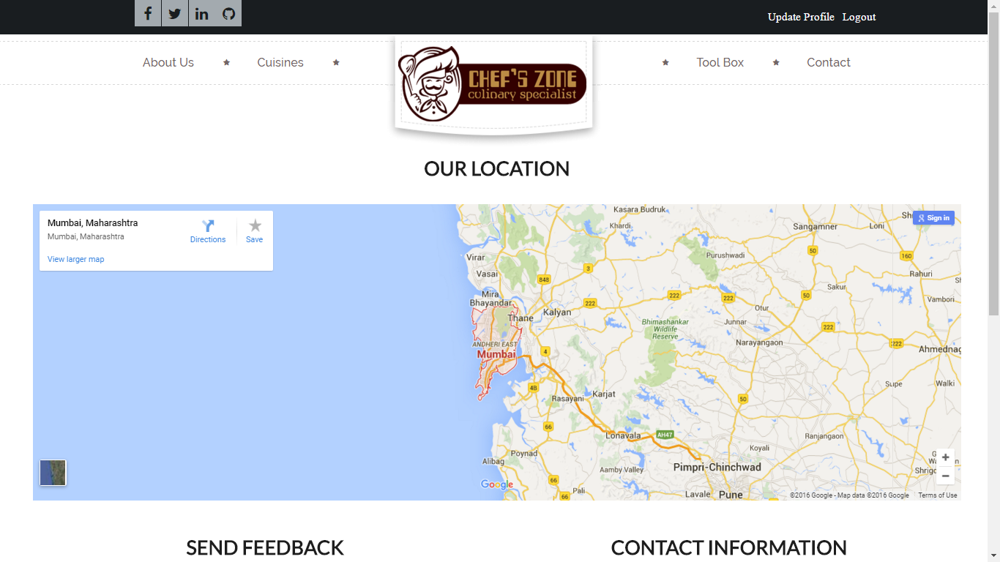 Update Profile Logout
About Us Cuisines Tool Box Contact
CHEF'S ZONE
culinary specialist
OUR LOCATION
Mumbai, Maharashtra
Mumbai, Maharashtra
Directions
Save
View larger map
Sign in
Kasara Budruk
Khardi
Sangamner
Loni
50
160
Virar
Purushwadi
Vasai
3
848
Rahuri
Sakur
Mira
Bhayandar
222
222
222
50
Vambori
Otur
Kalyan
Thane
Bhimashankar
Wildlife
Reserve
Junnar
222
Narayangaon
222
ANDHERI EAST
Mumbai
4
Ahmednag
4B
Supe
Walki
Karjat
Rasayani
50
66
Lonavala
AH47
Ranjangaon
Koyali
Poynad
Alibag
Aamby Valley
Pimpri-Chinchwad
66
Google
Pali
66
Lavale
Pune
©2016 Google - Map data ©2016 Google
Terms of Use
SEND FEEDBACK
CONTACT INFORMATION